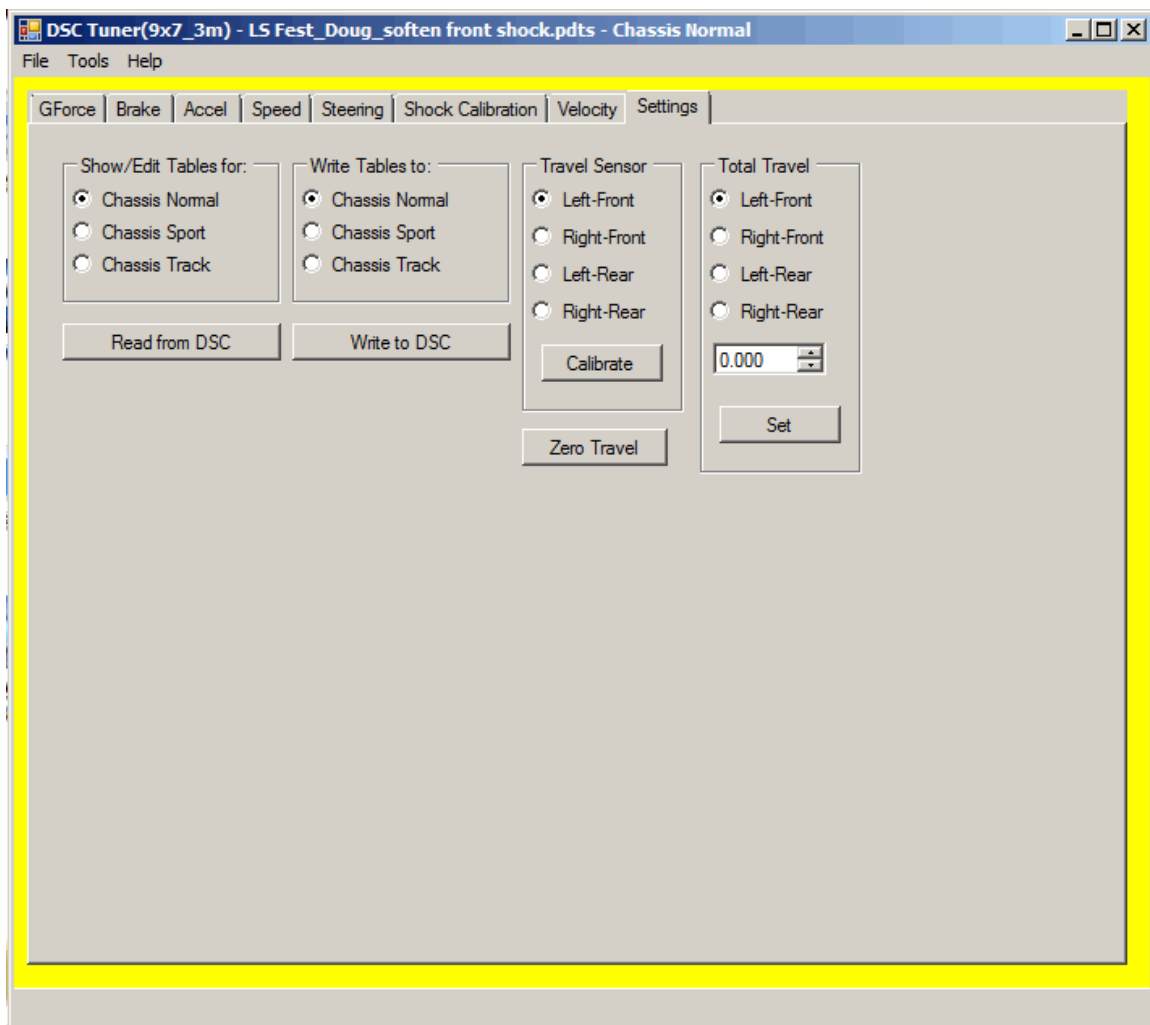 DSC Tuner(9x7_3m) - LS Fest_Doug_soften front shock.pdts - Chassis Normal
File Tools Help
GForce Brake Accel Speed Steering Shock Calibration Velocity Settings
Show/Edit Tables for:
Chassis Normal
Chassis Sport
Chassis Track
Read from DSC
Write Tables to:
Chassis Normal
Chassis Sport
Chassis Track
Write to DSC
Travel Sensor
Left-Front
Right-Front
Left-Rear
Right-Rear
Calibrate
Zero Travel
Total Travel
Left-Front
Right-Front
Left-Rear
Right-Rear
0.000
Set